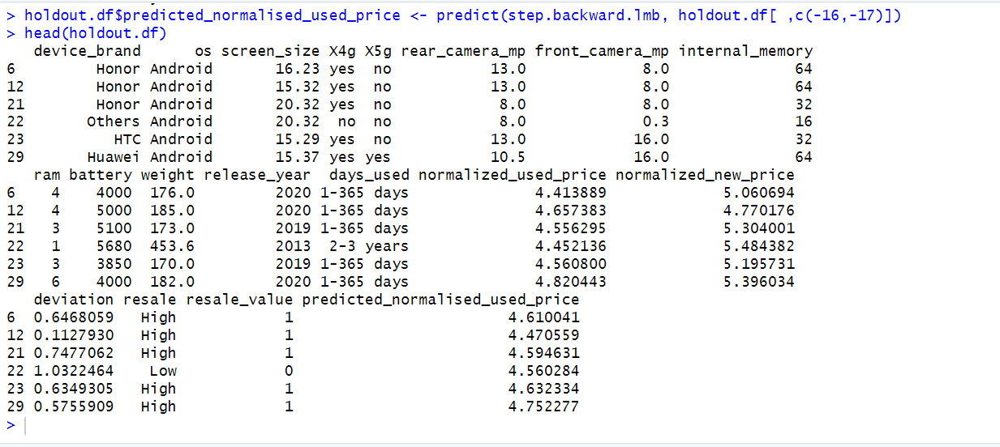 > holdout.df$predicted_normalised_used_price <- predict(step.backward.lmb, holdout.df[ ,c(-16,-17)])
> head(holdout.df)
   device_brand      os screen_size X4g X5g rear_camera_mp front_camera_mp internal_memory
6         Honor Android       16.23 yes  no           13.0             8.0              64
12        Honor Android       15.32 yes  no           13.0             8.0              64
21        Honor Android       20.32 yes  no            8.0             8.0              32
22       Others Android       20.32  no  no            8.0             0.3              16
23          HTC Android       15.29 yes  no           13.0            16.0              32
29       Huawei Android       15.37 yes yes           10.5            16.0              64
   ram battery weight release_year  days_used normalized_used_price normalized_new_price
6    4    4000  176.0         2020 1-365 days              4.413889             5.060694
12   4    5000  185.0         2020 1-365 days              4.657383             4.770176
21   3    5100  173.0         2019 1-365 days              4.556295             5.304001
22   1    5680  453.6         2013  2-3 years              4.452136             5.484382
23   3    3850  170.0         2019 1-365 days              4.560800             5.195731
29   6    4000  182.0         2020 1-365 days              4.820443             5.396034
   deviation resale resale_value predicted_normalised_used_price
6  0.6468059   High            1                        4.610041
12 0.1127930   High            1                        4.470559
21 0.7477062   High            1                        4.594631
22 1.0322464    Low            0                        4.560284
23 0.6349305   High            1                        4.632334
29 0.5755909   High            1                        4.752277
>